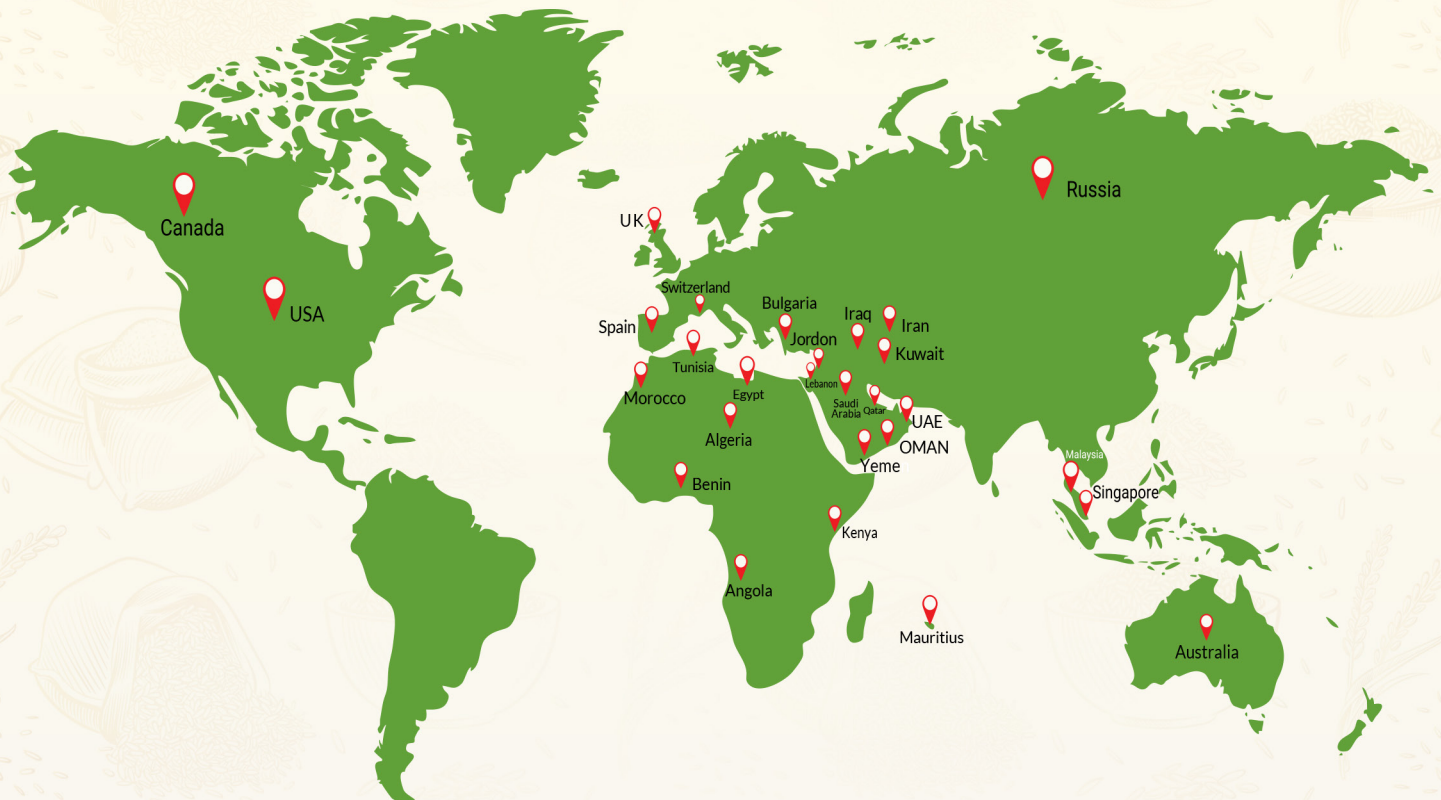 Russia
Canada
UK
Switzerland
Bulgaria
USA
Iraq
Spain
Iran
Jordon
Kuwait
Tunisia
Lebanon
Egypt
Morocco
Saudi
Arabia
Qatar
UAE
Algeria
OMAN
Malaysia
Yeme
Benin
Singapore
Kenya
Angola
Mauritius
Australia